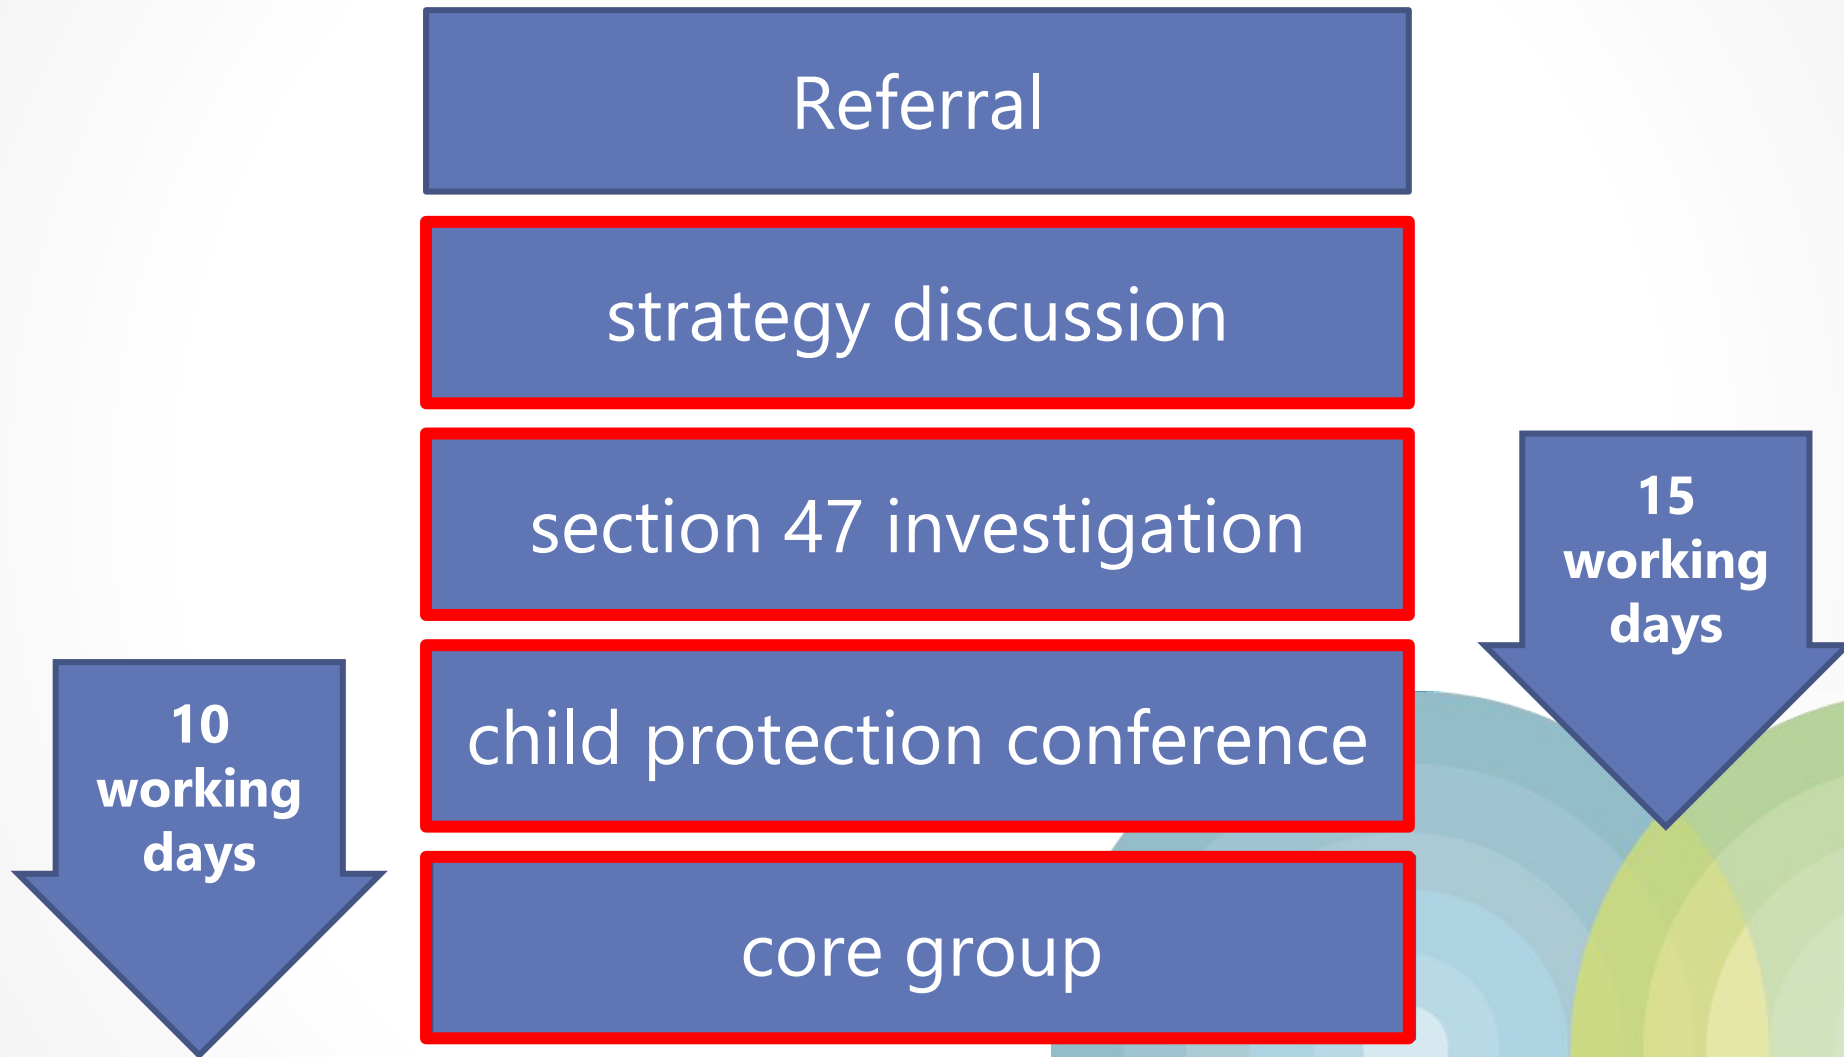 Referral
strategy discussion
section 47 investigation
15
working
days
child protection conference
10
working
days
core group